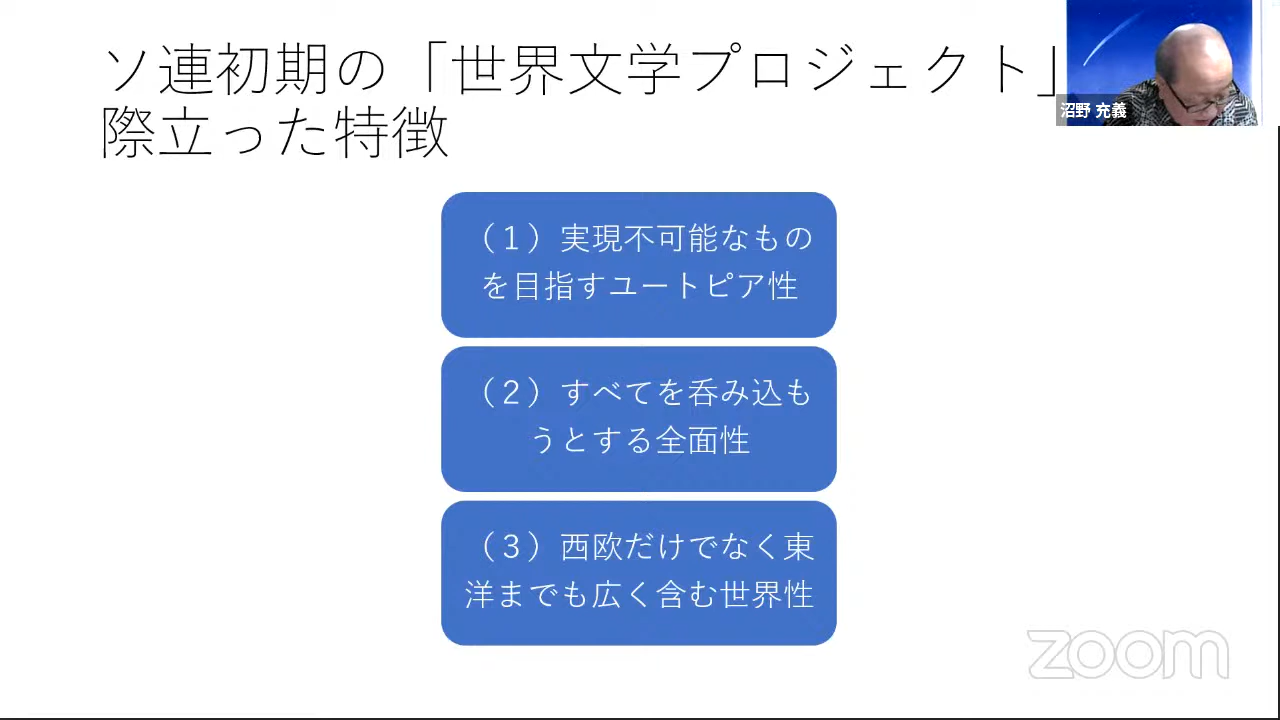 ソ連初期の「世界文学プロジェクト」
際立った特徴
沼野 充義
（１）実現不可能なもの
を目指すユートピア性
（２）すべてを呑み込も
うとする全面性
（３）西欧だけでなく東
洋までも広く含む世界性
zoom